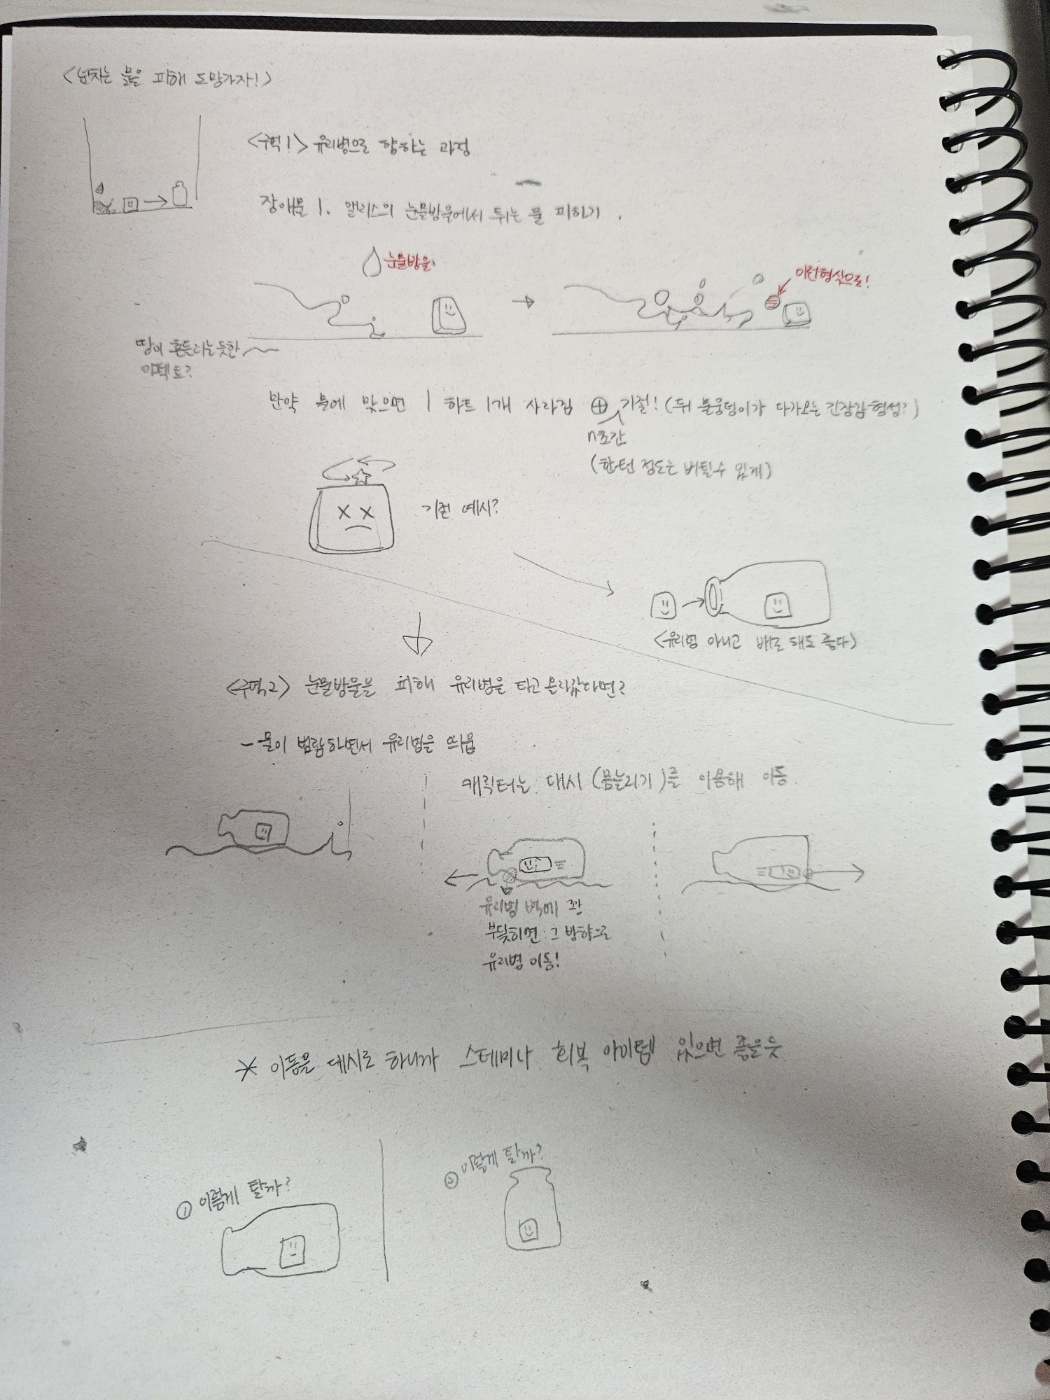 <넘치는 물을 피해 도망가자!>
<구역1> 유리병으로 향하는 과정
장애물 1. 앨리스의 눈물방울에서 튀는 물 피하기.
눈물방울
이런형식으로!
땅이 흔들리는듯한
이펙트?
만약 물에 맞으면 | 하트 1개 사라짐 ⊕ 기절! (뒤 물웅덩이가 다가오는 긴장감 형성?)
n초간
(한턴 정도는 버틸수 있게)
기절 예시?
<유리병 아니고 배로 해도 좋다>
<구역2> 눈물방울을 피해 유리병을 타고 올라갔다면?
- 물이 범람하면서 유리병을 띄움
캐릭터는 대시 (몸늘리기)를 이용해 이동.
유리병 벽에 콱
부딪히면 그 방향으로
유리병 이동!
* 이동을 대시로 하니까 스테미나 회복 아이템 있으면 좋을듯
① 이렇게 탈까?
② 이렇게 탈까?